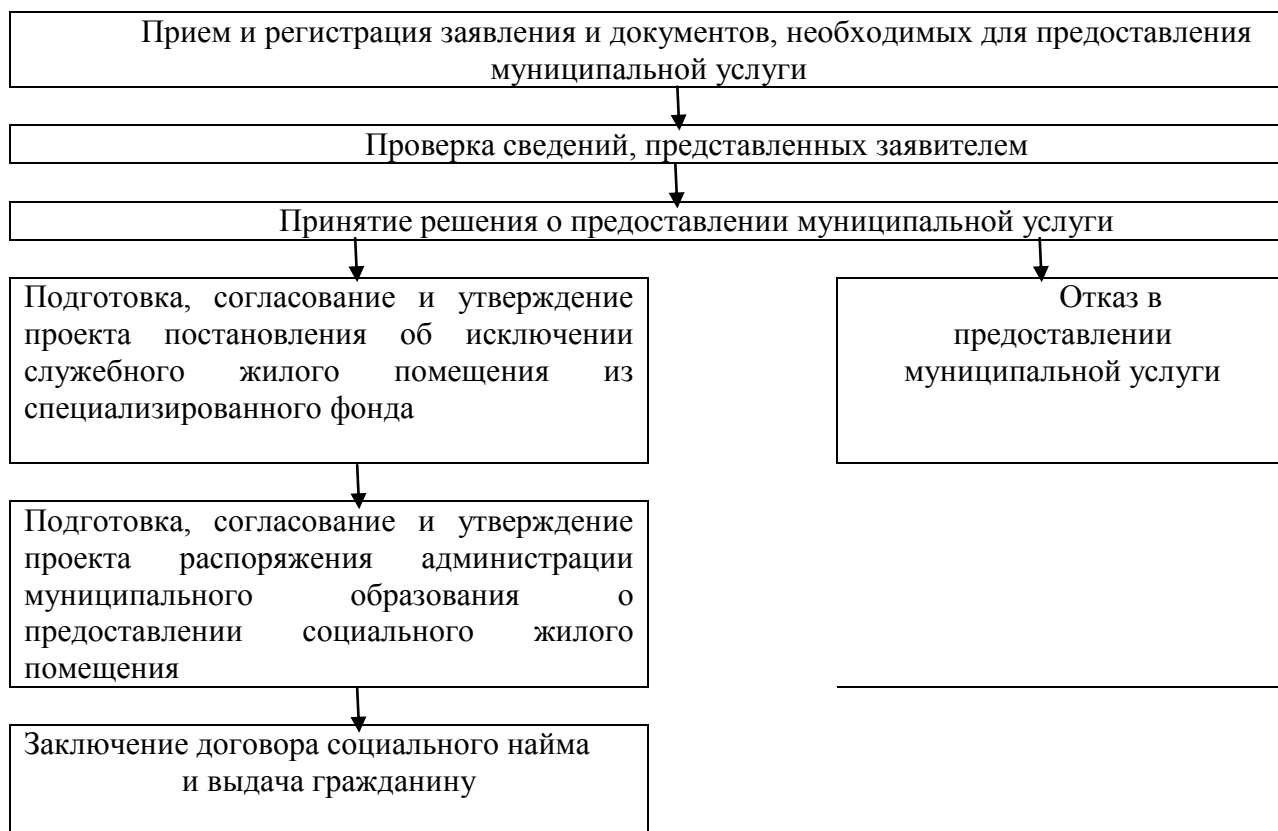 Прием и регистрация заявления и документов, необходимых для предоставления
муниципальной услуги
Проверка сведений, представленных заявителем
Принятие решения о предоставлении муниципальной услуги
Подготовка, согласование и утверждение
проекта постановления об исключении
служебного жилого помещения из
специализированного фонда
Отказ в
предоставлении
муниципальной услуги
Подготовка, согласование и утверждение
проекта распоряжения администрации
муниципального образования о
предоставлении социального жилого
помещения
Заключение договора социального найма
и выдача гражданину